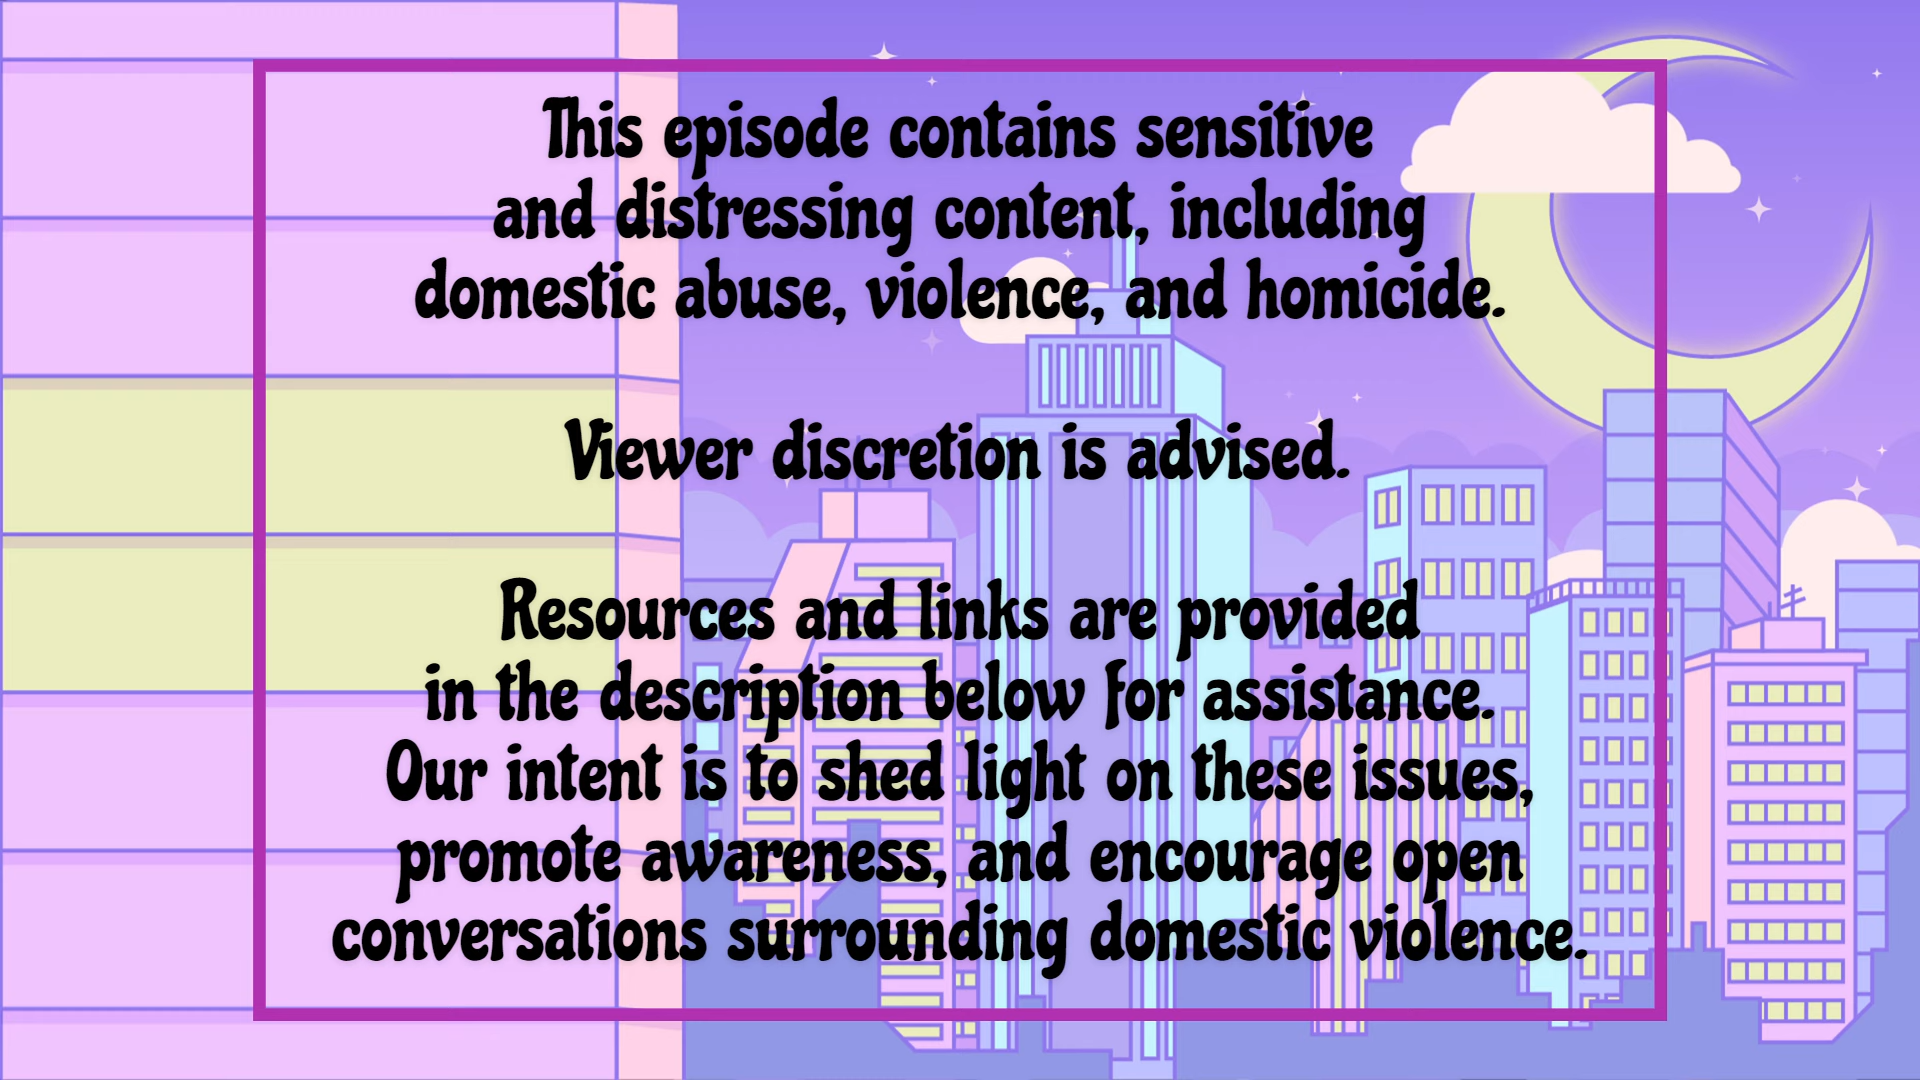 This episode contains sensitive
and distressing content, including
domestic abuse, violence, and homicide.
Viewer discretion is advised.
Resources and links are provided
in the description below for assistance.
Our intent is to shed light on these issues,
promote awareness, and encourage open
conversations surrounding domestic violence.